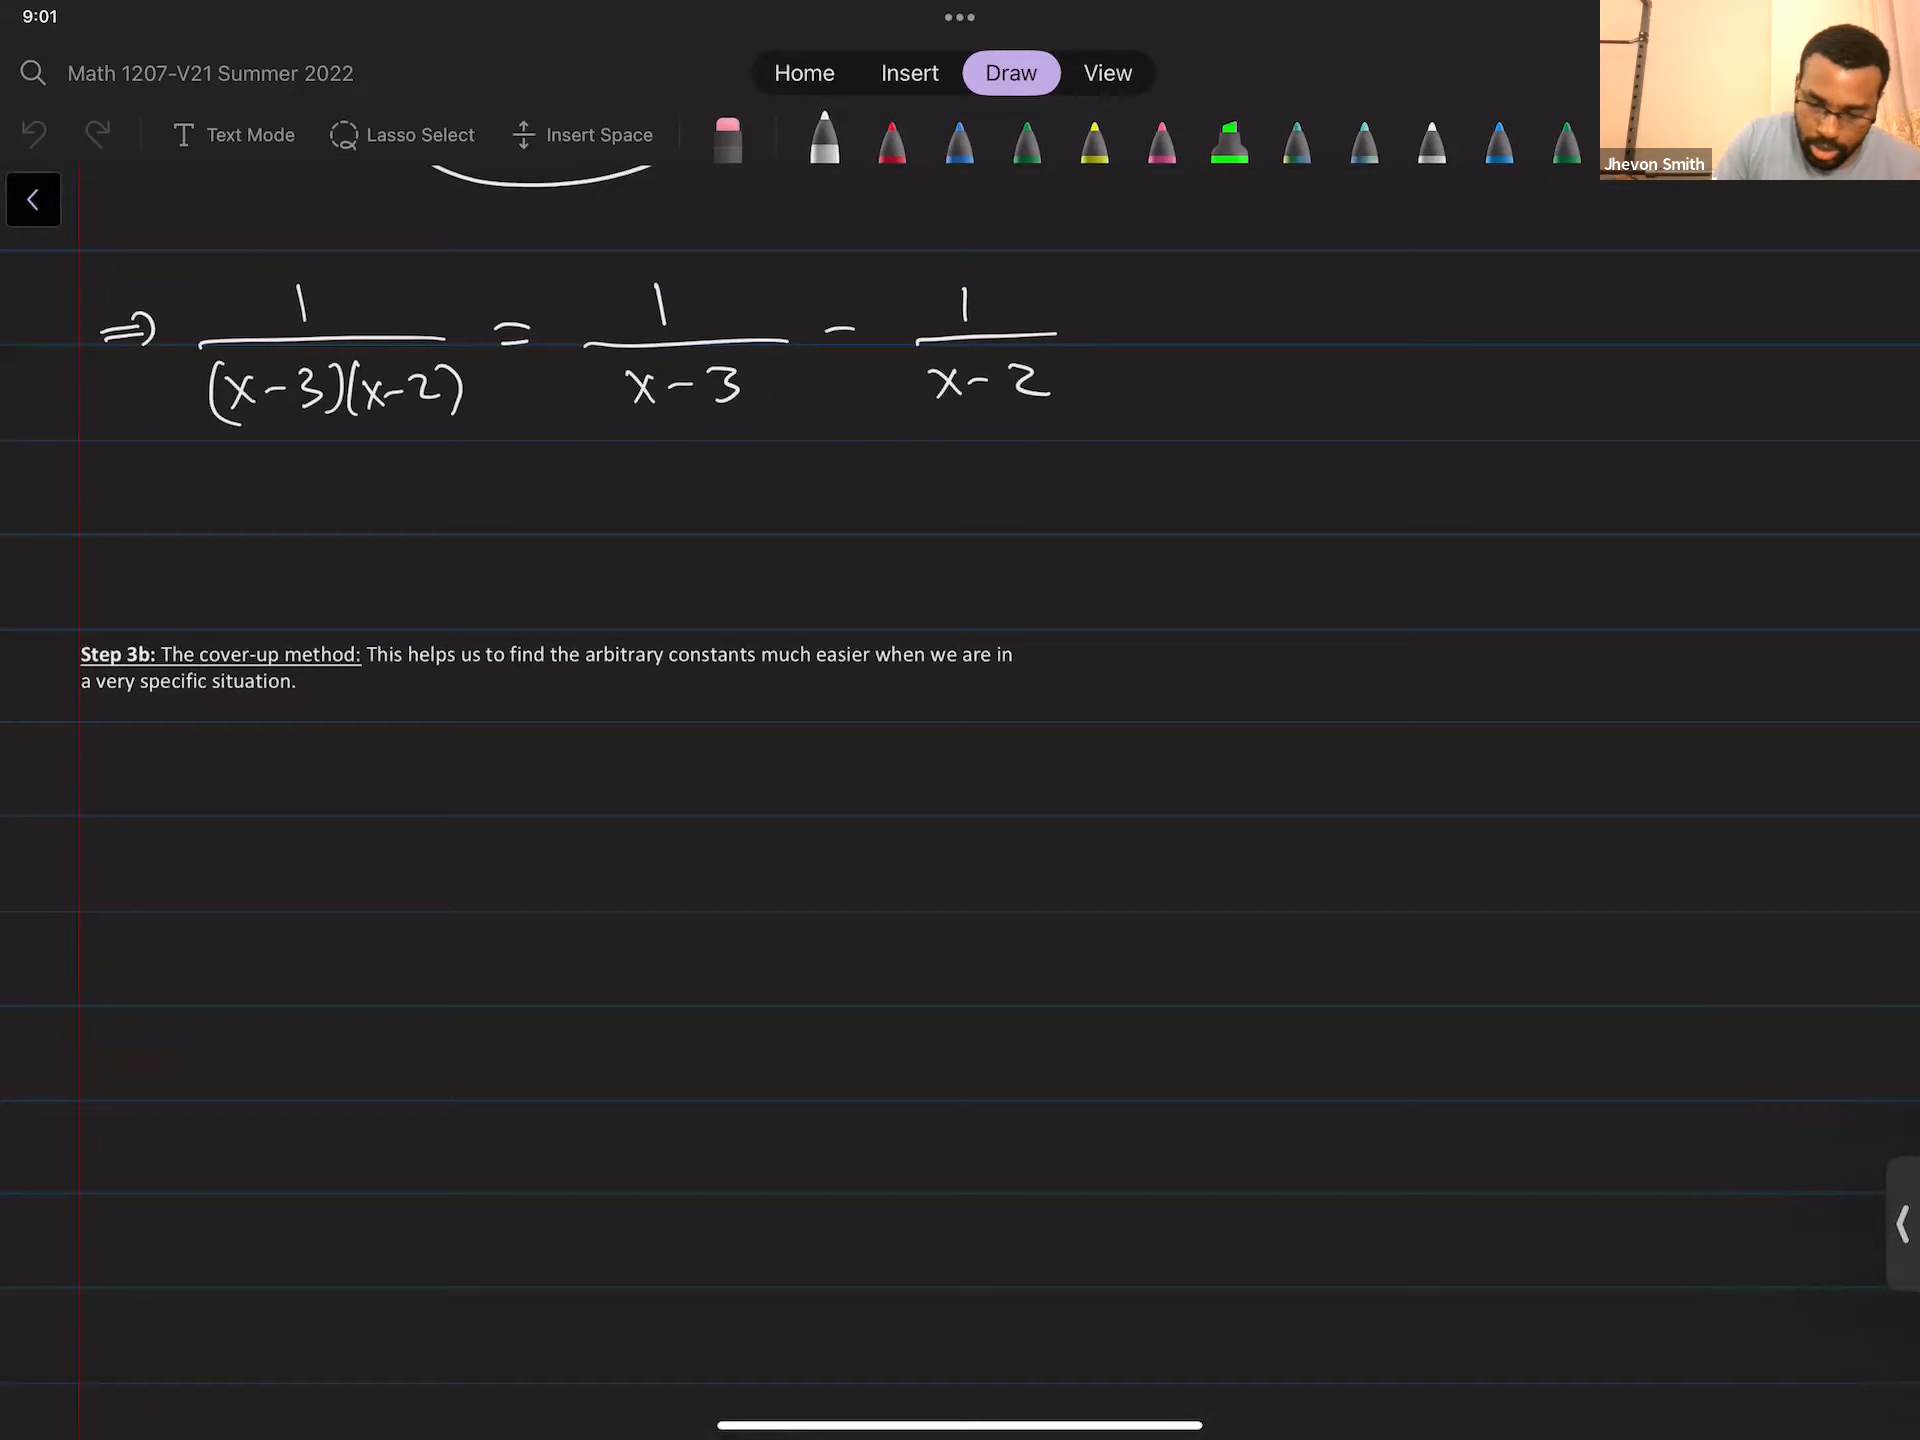 9:01
Math 1207-V21 Summer 2022
Home Insert Draw View
Text Mode Lasso Select Insert Space
Jhevon Smith
⇒ 1/((x-3)(x-2)) = 1/(x-3) - 1/(x-2)
Step 3b: The cover-up method: This helps us to find the arbitrary constants much easier when we are in
a very specific situation.